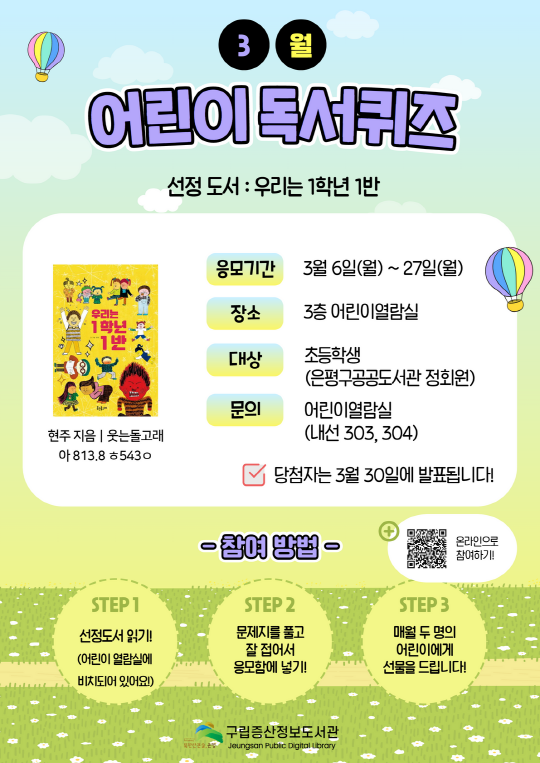 3월
어린이 독서퀴즈
선정 도서 : 우리는 1학년 1반
응모기간 3월 6일(월) ~ 27일(월)
장소 3층 어린이열람실
대상 초등학생
(은평구공공도서관 정회원)
문의 어린이열람실
(내선 303, 304)
우리는
1학년
1반
현주 지음 | 웃는돌고래
아 813.8 ㅎ543ㅇ
당첨자는 3월 30일에 발표됩니다!
- 참여 방법 -
온라인으로
참여하기!
STEP 1
선정도서 읽기!
(어린이 열람실에
비치되어 있어요!)
STEP 2
문제지를 풀고
잘 접어서
응모함에 넣기!
STEP 3
매월 두 명의
어린이에게
선물을 드립니다!
구립증산정보도서관
Jeungsan Public Digital Library